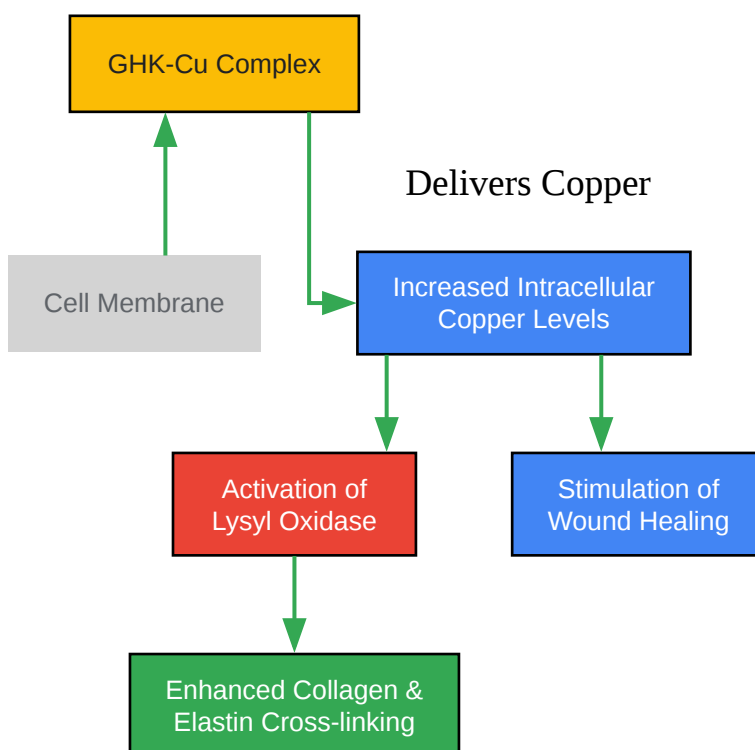 GHK-Cu Complex
Delivers Copper
Cell Membrane
Increased Intracellular
Copper Levels
Activation of
Lysyl Oxidase
Stimulation of
Wound Healing
Enhanced Collagen &
Elastin Cross-linking